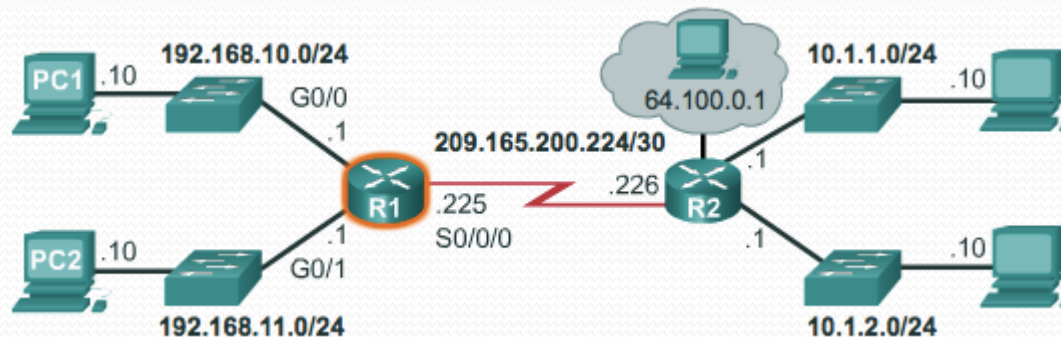 192.168.10.0/24
PC1
.10
G0/0
.1
64.100.0.1
10.1.1.0/24
.10
.1
209.165.200.224/30
R1
.225
S0/0/0
.226
R2
.1
G0/1
PC2
.10
192.168.11.0/24
.1
.10
10.1.2.0/24